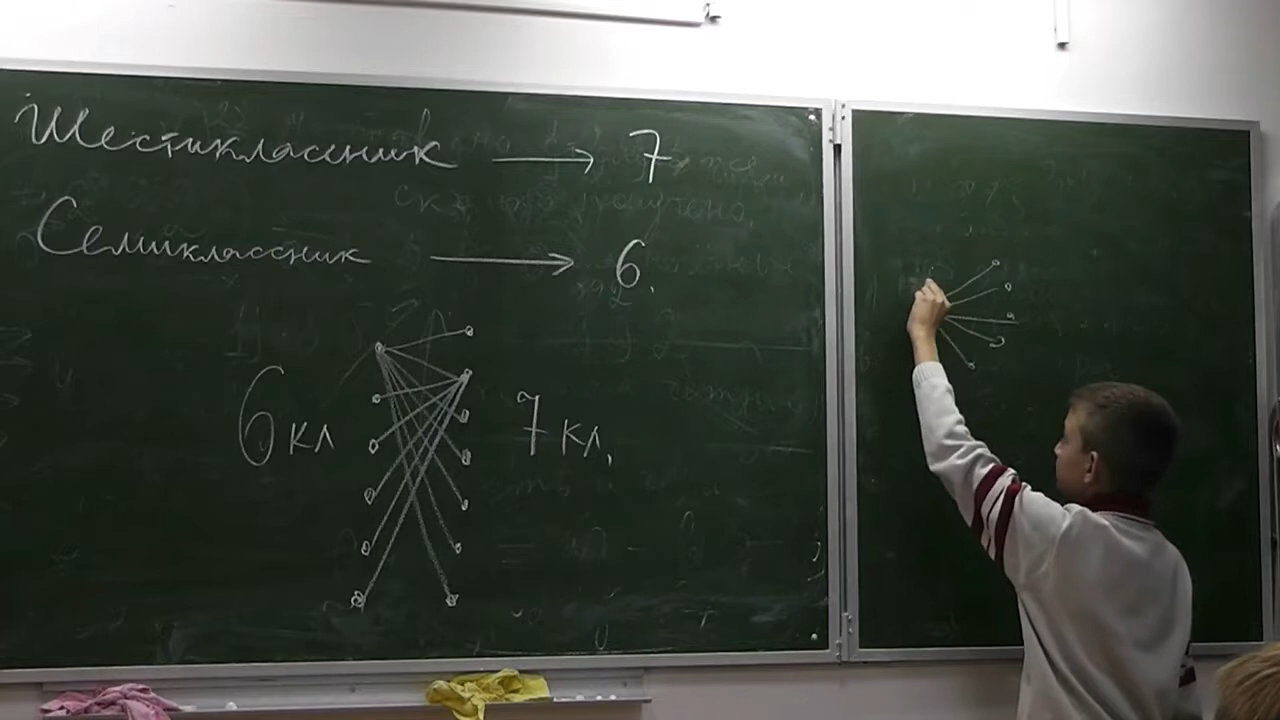 Шестиклассник → 7
Семиклассник → 6.
6 кл 7 кл.